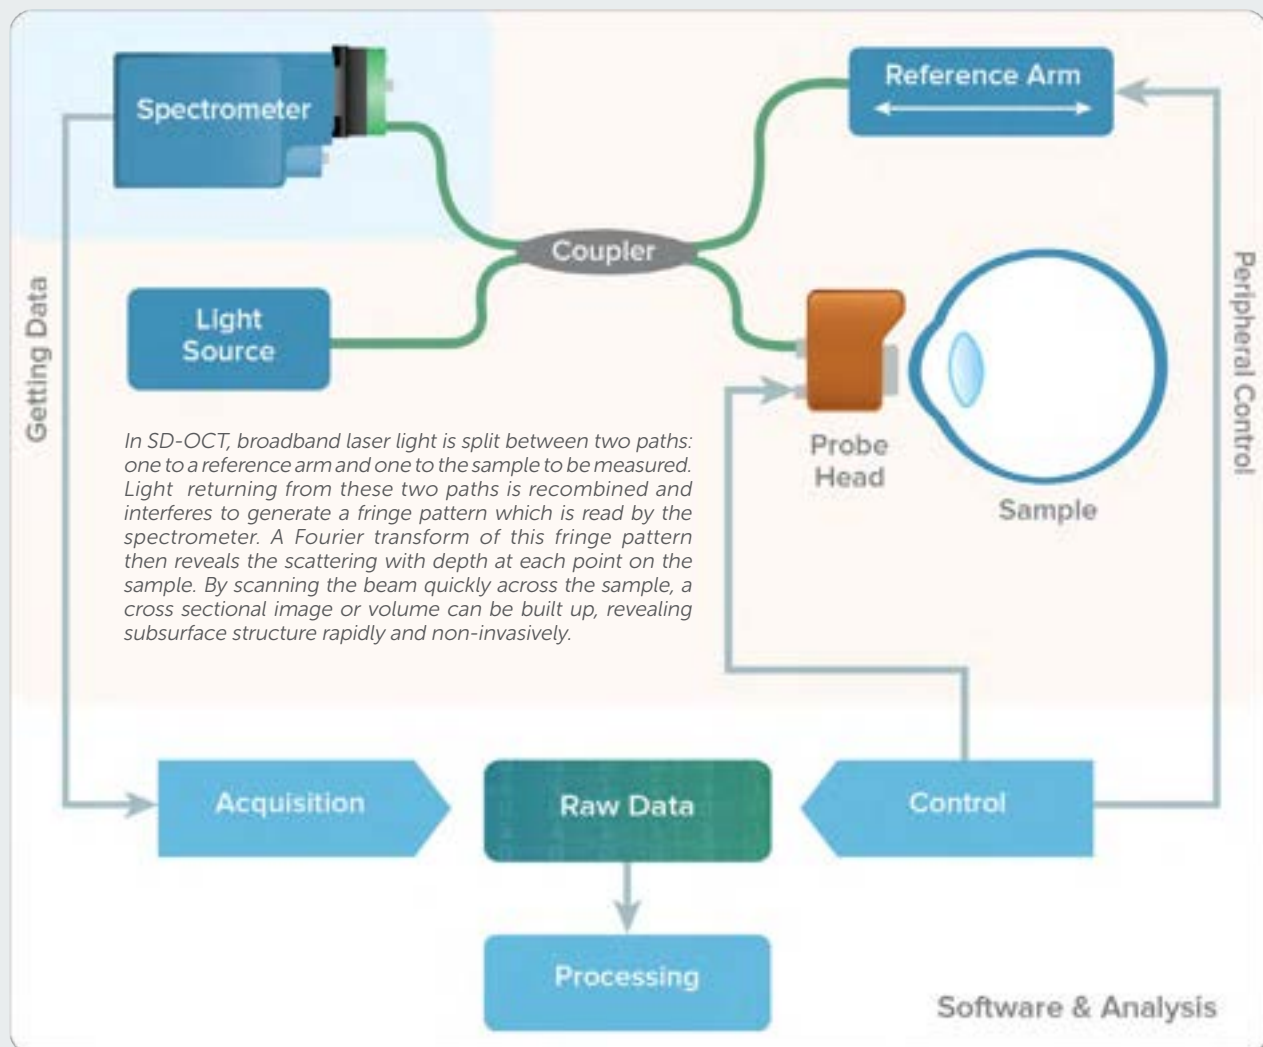 Spectrometer
Reference Arm
Coupler
Light
Source
Getting Data
Peripheral Control
Probe
Head
Sample
In SD-OCT, broadband laser light is split between two paths:
one to a reference arm and one to the sample to be measured.
Light returning from these two paths is recombined and
interferes to generate a fringe pattern which is read by the
spectrometer. A Fourier transform of this fringe pattern
then reveals the scattering with depth at each point on the
sample. By scanning the beam quickly across the sample, a
cross sectional image or volume can be built up, revealing
subsurface structure rapidly and non-invasively.
Acquisition
Raw Data
Control
Processing
Software & Analysis